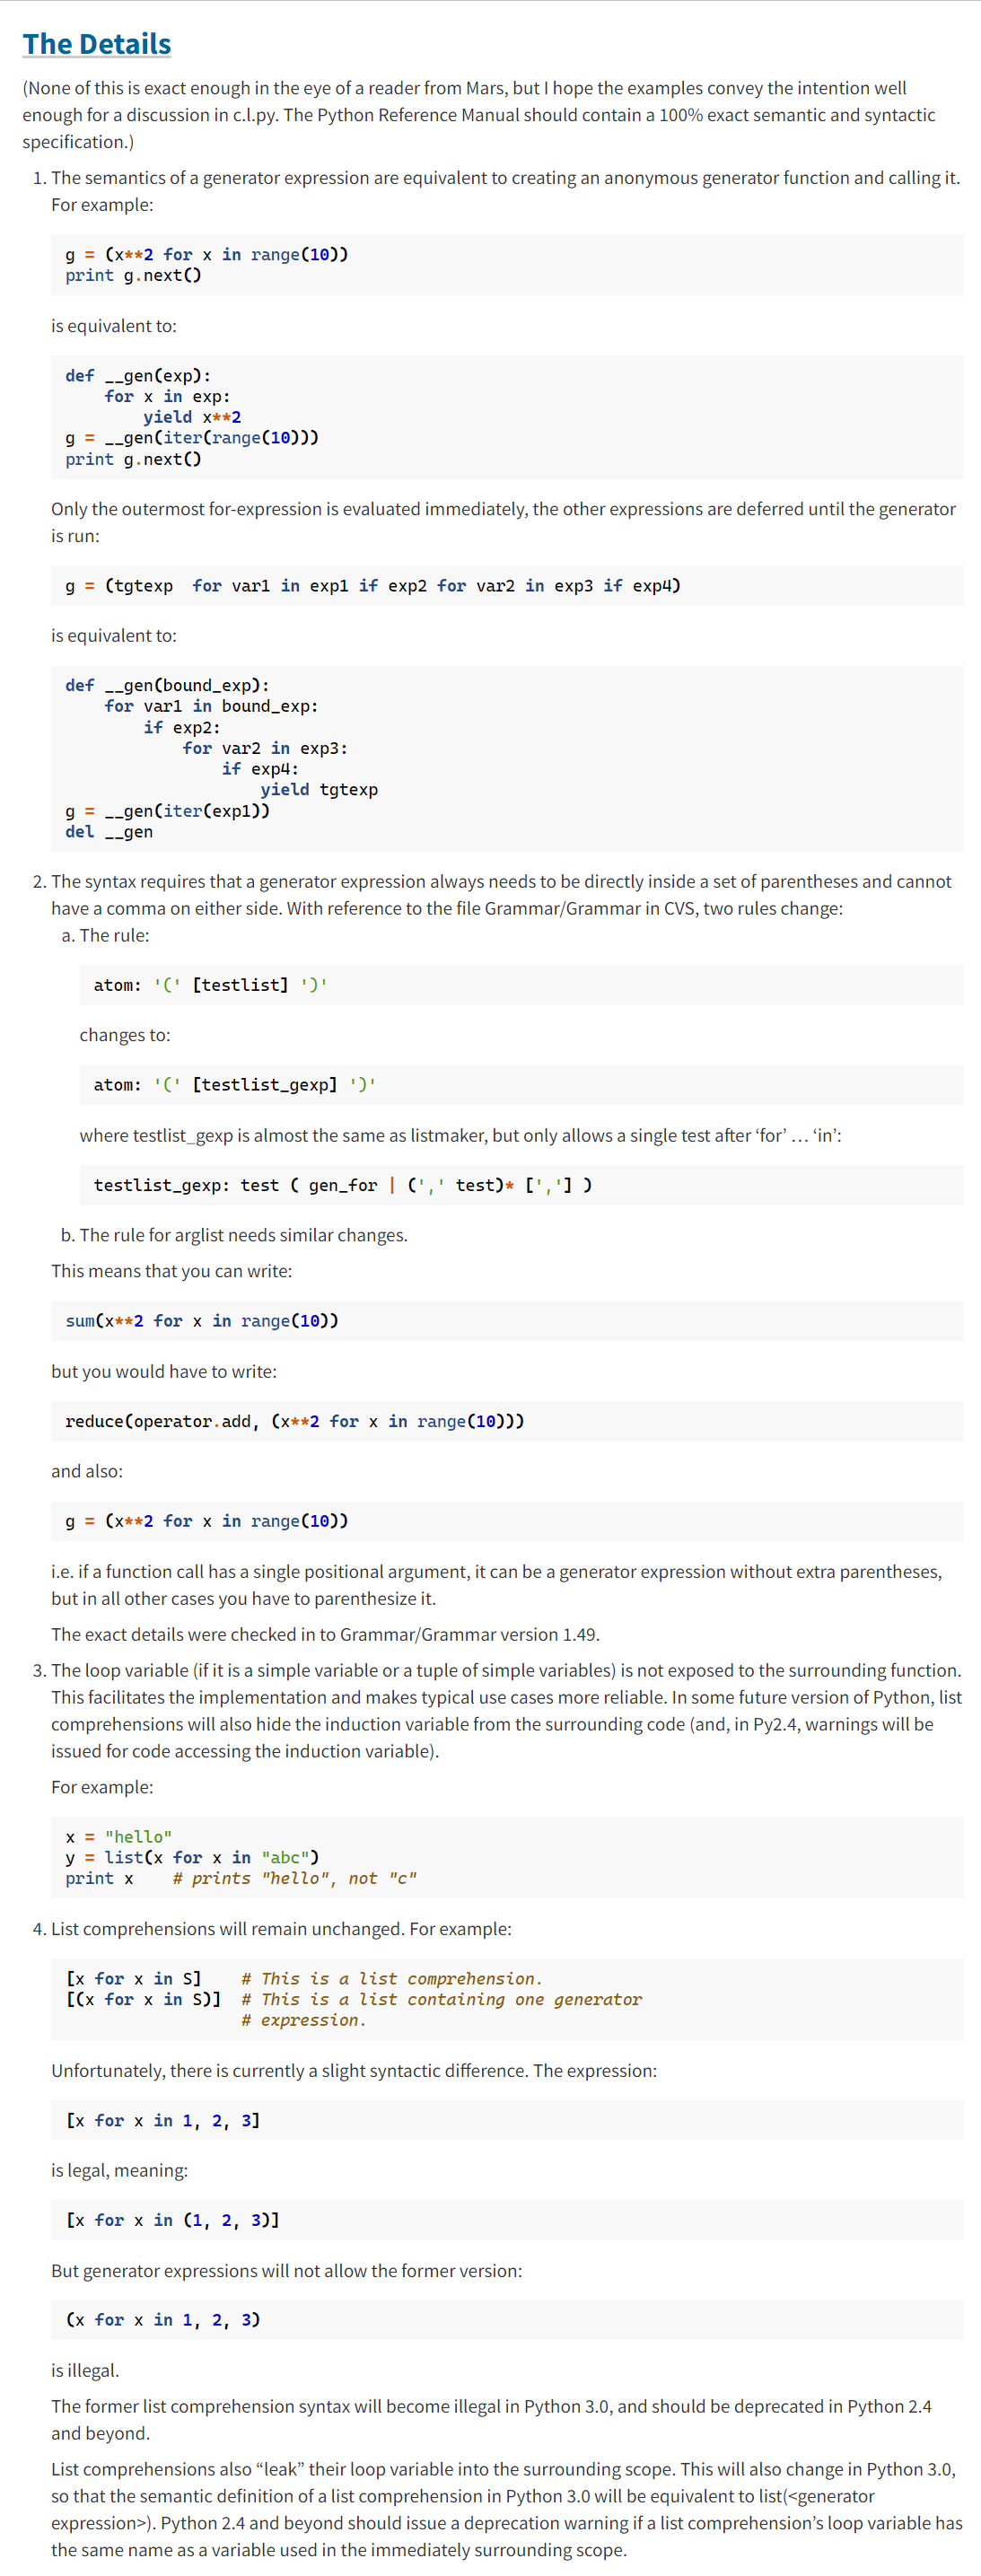 The Details
(None of this is exact enough in the eye of a reader from Mars, but I hope the examples convey the intention well
enough for a discussion in c.l.py. The Python Reference Manual should contain a 100% exact semantic and syntactic
specification.)
1. The semantics of a generator expression are equivalent to creating an anonymous generator function and calling it.
For example:
g = (x**2 for x in range(10))
print g.next()
is equivalent to:
def __gen(exp):
    for x in exp:
        yield x**2
g = __gen(iter(range(10)))
print g.next()
Only the outermost for-expression is evaluated immediately, the other expressions are deferred until the generator
is run:
g = (tgtexp  for var1 in exp1 if exp2 for var2 in exp3 if exp4)
is equivalent to:
def __gen(bound_exp):
    for var1 in bound_exp:
        if exp2:
            for var2 in exp3:
                if exp4:
                    yield tgtexp
g = __gen(iter(exp1))
del __gen
2. The syntax requires that a generator expression always needs to be directly inside a set of parentheses and cannot
have a comma on either side. With reference to the file Grammar/Grammar in CVS, two rules change:
a. The rule:
atom: '(' [testlist] ')'
changes to:
atom: '(' [testlist_gexp] ')'
where testlist_gexp is almost the same as listmaker, but only allows a single test after ‘for’ … ‘in’:
testlist_gexp: test ( gen_for | (',' test)* [','] )
b. The rule for arglist needs similar changes.
This means that you can write:
sum(x**2 for x in range(10))
but you would have to write:
reduce(operator.add, (x**2 for x in range(10)))
and also:
g = (x**2 for x in range(10))
i.e. if a function call has a single positional argument, it can be a generator expression without extra parentheses,
but in all other cases you have to parenthesize it.
The exact details were checked in to Grammar/Grammar version 1.49.
3. The loop variable (if it is a simple variable or a tuple of simple variables) is not exposed to the surrounding function.
This facilitates the implementation and makes typical use cases more reliable. In some future version of Python, list
comprehensions will also hide the induction variable from the surrounding code (and, in Py2.4, warnings will be
issued for code accessing the induction variable).
For example:
x = "hello"
y = list(x for x in "abc")
print x    # prints "hello", not "c"
4. List comprehensions will remain unchanged. For example:
[x for x in S]    # This is a list comprehension.
[(x for x in S)]  # This is a list containing one generator
                  # expression.
Unfortunately, there is currently a slight syntactic difference. The expression:
[x for x in 1, 2, 3]
is legal, meaning:
[x for x in (1, 2, 3)]
But generator expressions will not allow the former version:
(x for x in 1, 2, 3)
is illegal.
The former list comprehension syntax will become illegal in Python 3.0, and should be deprecated in Python 2.4
and beyond.
List comprehensions also “leak” their loop variable into the surrounding scope. This will also change in Python 3.0,
so that the semantic definition of a list comprehension in Python 3.0 will be equivalent to list(<generator
expression>). Python 2.4 and beyond should issue a deprecation warning if a list comprehension’s loop variable has
the same name as a variable used in the immediately surrounding scope.